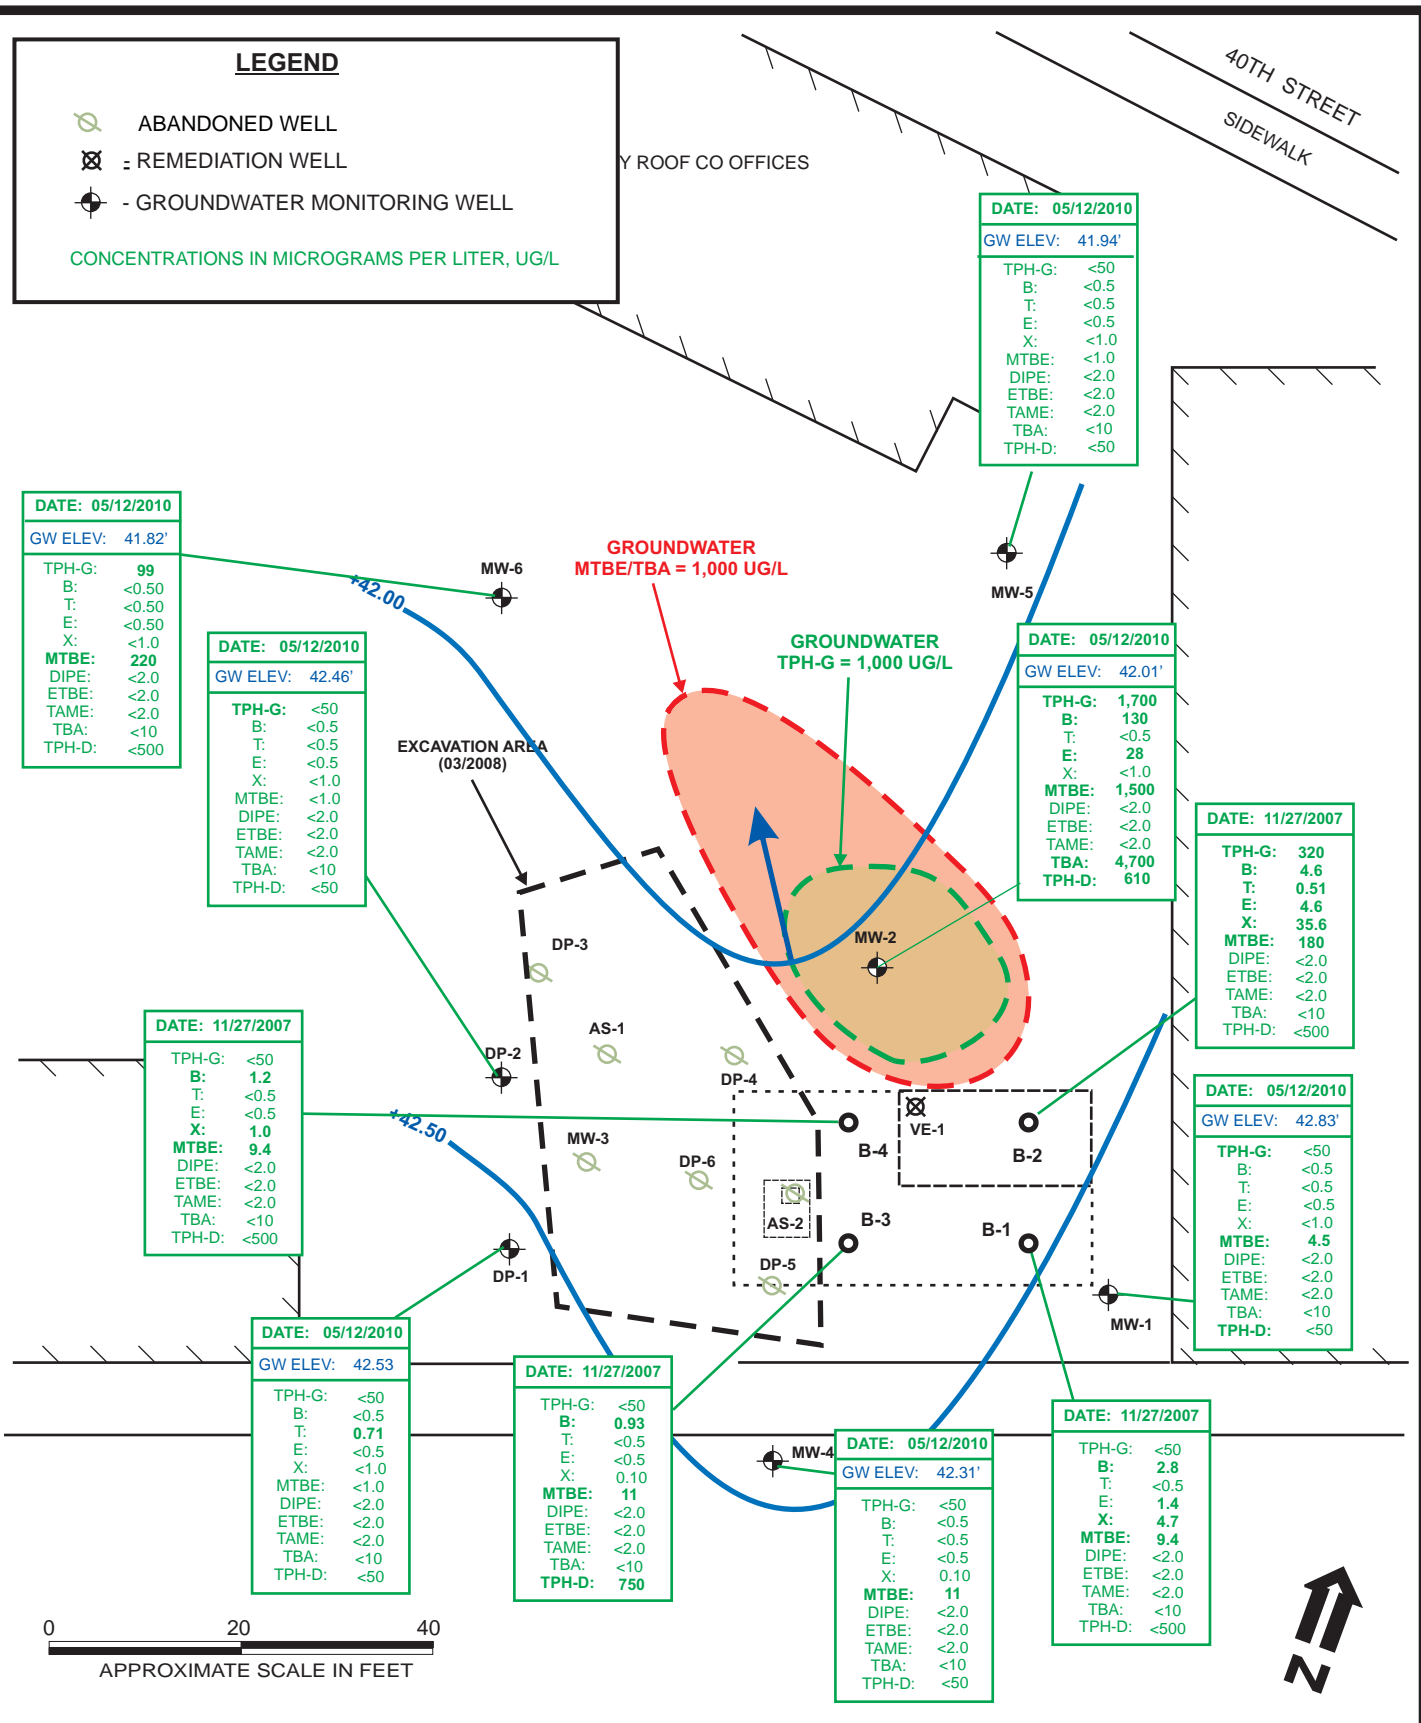 LEGEND
ABANDONED WELL
- REMEDIATION WELL
- GROUNDWATER MONITORING WELL
CONCENTRATIONS IN MICROGRAMS PER LITER, UG/L
Y ROOF CO OFFICES
40TH STREET
SIDEWALK
DATE: 05/12/2010
GW ELEV: 41.94'
TPH-G: <50
B: <0.5
T: <0.5
E: <0.5
X: <1.0
MTBE: <1.0
DIPE: <2.0
ETBE: <2.0
TAME: <2.0
TBA: <10
TPH-D: <50
MW-5
DATE: 05/12/2010
GW ELEV: 41.82'
TPH-G: 99
B: <0.50
T: <0.50
E: <0.50
X: <1.0
MTBE: 220
DIPE: <2.0
ETBE: <2.0
TAME: <2.0
TBA: <10
TPH-D: <500
MW-6
+42.00
GROUNDWATER
MTBE/TBA = 1,000 UG/L
GROUNDWATER
TPH-G = 1,000 UG/L
DATE: 05/12/2010
GW ELEV: 42.46'
TPH-G: <50
B: <0.5
T: <0.5
E: <0.5
X: <1.0
MTBE: <1.0
DIPE: <2.0
ETBE: <2.0
TAME: <2.0
TBA: <10
TPH-D: <50
EXCAVATION AREA
(03/2008)
DATE: 05/12/2010
GW ELEV: 42.01'
TPH-G: 1,700
B: 130
T: <0.5
E: 28
X: <1.0
MTBE: 1,500
DIPE: <2.0
ETBE: <2.0
TAME: <2.0
TBA: 4,700
TPH-D: 610
DATE: 11/27/2007
TPH-G: 320
B: 4.6
T: 0.51
E: 4.6
X: 35.6
MTBE: 180
DIPE: <2.0
ETBE: <2.0
TAME: <2.0
TBA: <10
TPH-D: <500
MW-2
DP-3
AS-1
DP-2
DP-4
DATE: 11/27/2007
TPH-G: <50
B: 1.2
T: <0.5
E: <0.5
X: 1.0
MTBE: 9.4
DIPE: <2.0
ETBE: <2.0
TAME: <2.0
TBA: <10
TPH-D: <500
+42.50
MW-3
DP-6
B-4
VE-1
B-2
AS-2
B-3
B-1
DP-5
DP-1
MW-1
DATE: 05/12/2010
GW ELEV: 42.83'
TPH-G: <50
B: <0.5
T: <0.5
E: <0.5
X: <1.0
MTBE: 4.5
DIPE: <2.0
ETBE: <2.0
TAME: <2.0
TBA: <10
TPH-D: <50
DATE: 05/12/2010
GW ELEV: 42.53
TPH-G: <50
B: <0.5
T: 0.71
E: <0.5
X: <1.0
MTBE: <1.0
DIPE: <2.0
ETBE: <2.0
TAME: <2.0
TBA: <10
TPH-D: <50
DATE: 11/27/2007
TPH-G: <50
B: 0.93
T: <0.5
E: <0.5
X: 0.10
MTBE: 11
DIPE: <2.0
ETBE: <2.0
TAME: <2.0
TBA: <10
TPH-D: 750
MW-4
DATE: 05/12/2010
GW ELEV: 42.31'
TPH-G: <50
B: <0.5
T: <0.5
E: <0.5
X: 0.10
MTBE: 11
DIPE: <2.0
ETBE: <2.0
TAME: <2.0
TBA: <10
TPH-D: <50
DATE: 11/27/2007
TPH-G: <50
B: 2.8
T: <0.5
E: 1.4
X: 4.7
MTBE: 9.4
DIPE: <2.0
ETBE: <2.0
TAME: <2.0
TBA: <10
TPH-D: <500
0 20 40
APPROXIMATE SCALE IN FEET
N